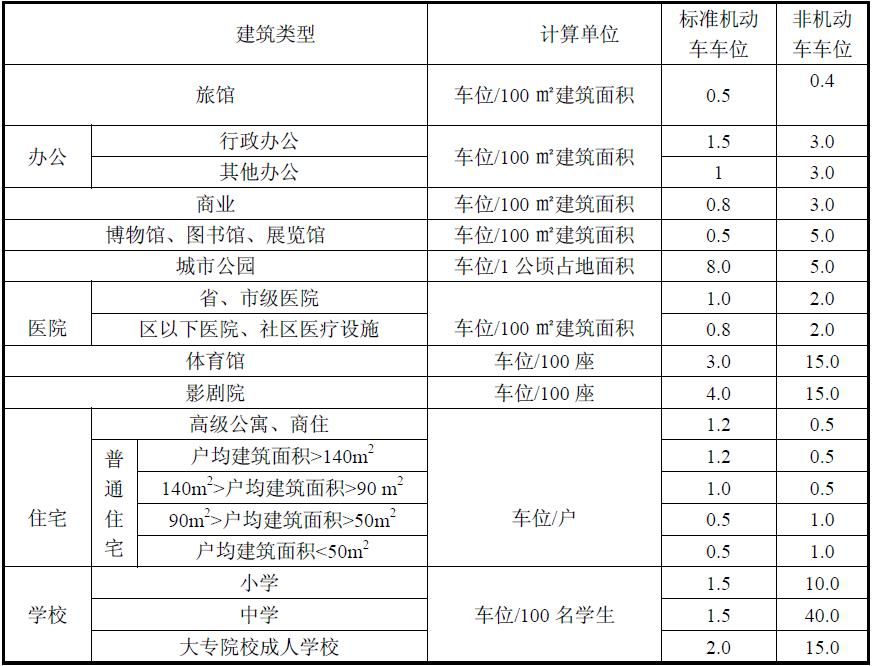 建筑类型 计算单位 标准机动车车位 非机动车车位
旅馆 车位/100 ㎡建筑面积 0.5 0.4
办公 行政办公 车位/100 ㎡建筑面积 1.5 3.0
其他办公 1 3.0
商业 车位/100 ㎡建筑面积 0.8 3.0
博物馆、图书馆、展览馆 车位/100 ㎡建筑面积 0.5 5.0
城市公园 车位/1 公顷占地面积 8.0 5.0
医院 省、市级医院 车位/100 ㎡建筑面积 1.0 2.0
区以下医院、社区医疗设施 0.8 2.0
体育馆 车位/100 座 3.0 15.0
影剧院 车位/100 座 4.0 15.0
住宅 高级公寓、商住 车位/户 1.2 0.5
普通住宅 户均建筑面积>140m² 1.2 0.5
140m²>户均建筑面积>90 m² 1.0 0.5
90m²>户均建筑面积>50m² 0.5 1.0
户均建筑面积<50m² 0.5 1.0
学校 小学 车位/100 名学生 1.5 10.0
中学 1.5 40.0
大专院校成人学校 2.0 15.0